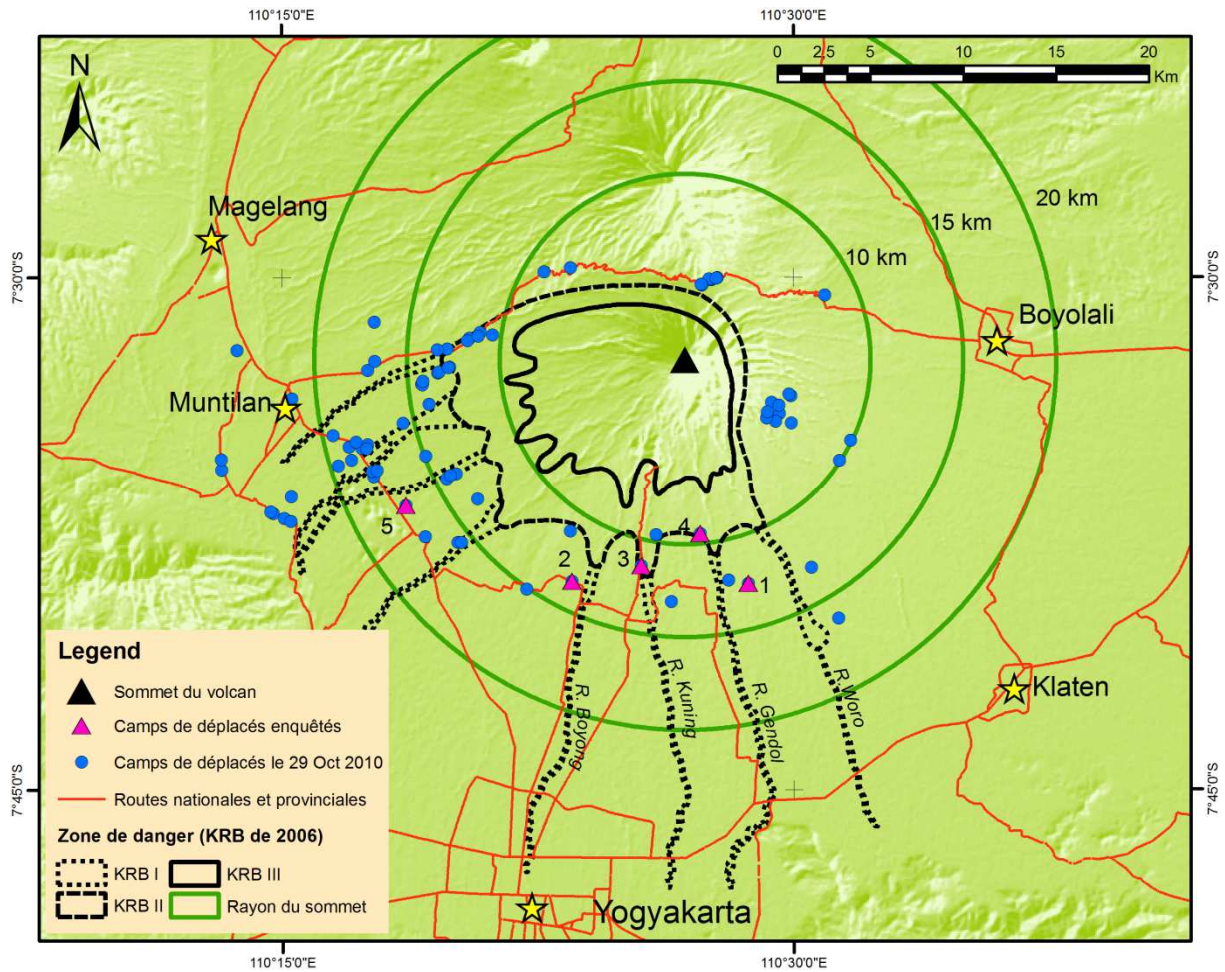 110°15'0"E
110°30'0"E
0 2.5 5 10 15 20
Km
N
Magelang
20 km
15 km
10 km
7°30'0"S
7°30'0"S
Boyolali
Muntilan
5
4
2
3
1
Legend
Sommet du volcan
Camps de déplacés enquêtés
Camps de déplacés le 29 Oct 2010
Routes nationales et provinciales
Zone de danger (KRB de 2006)
KRB I
KRB III
KRB II
Rayon du sommet
R. Boyong
R. Kuning
R. Gendol
R.Woro
Klaten
7°45'0"S
7°45'0"S
Yogyakarta
110°15'0"E
110°30'0"E